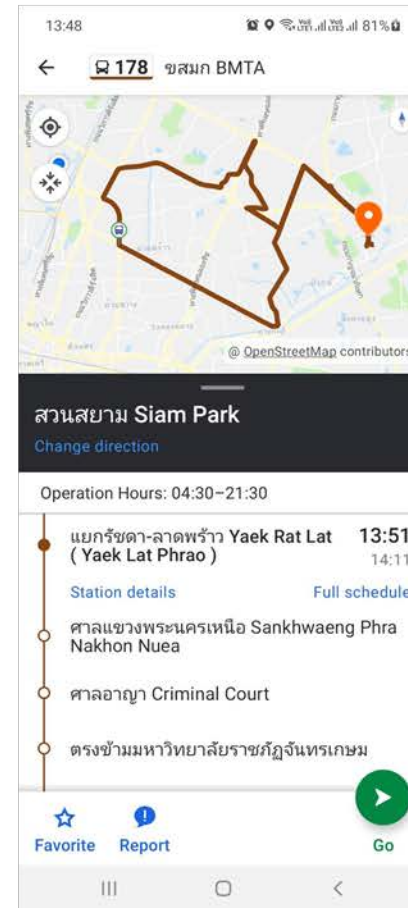 13:48
81%
178 ขสมก BMTA
@ OpenStreetMap contributors
สวนสยาม Siam Park
Change direction
Operation Hours: 04:30–21:30
แยกรัชดา-ลาดพร้าว Yaek Rat Lat 13:51
( Yaek Lat Phrao ) 14:11
Station details Full schedule
ศาลแขวงพระนครเหนือ Sankhwaeng Phra
Nakhon Nuea
ศาลอาญา Criminal Court
ตรงข้ามมหาวิทยาลัยราชภัฏจันทรเกษม
Favorite Report Go